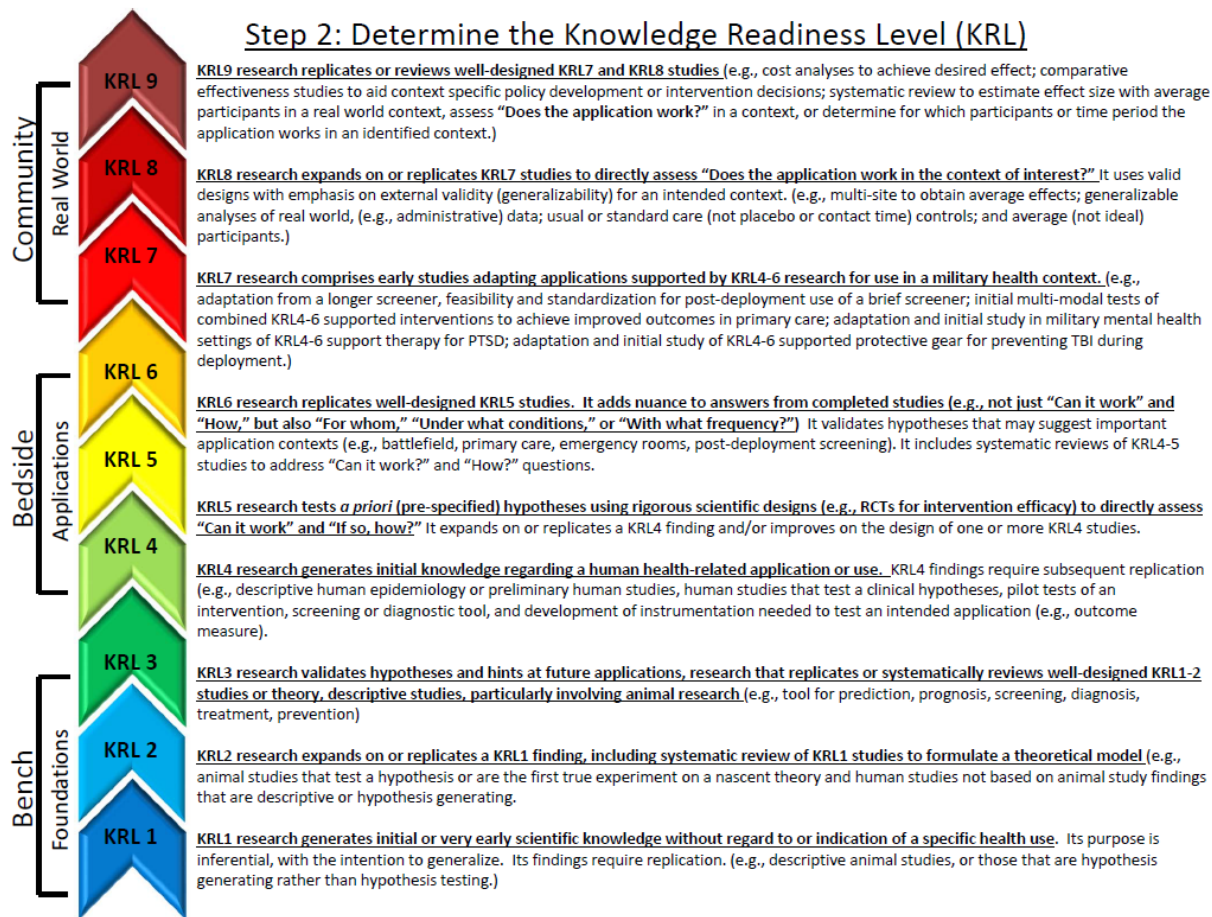 Step 2: Determine the Knowledge Readiness Level (KRL)
KRL 9
KRL9 research replicates or reviews well-designed KRL7 and KRL8 studies (e.g., cost analyses to achieve desired effect; comparative
effectiveness studies to aid context specific policy development or intervention decisions; systematic review to estimate effect size with average
participants in a real world context, assess “Does the application work?” in a context, or determine for which participants or time period the
application works in an identified context.)
Community
Real World
KRL 8
KRL8 research expands on or replicates KRL7 studies to directly assess “Does the application work in the context of interest?” It uses valid
designs with emphasis on external validity (generalizability) for an intended context. (e.g., multi-site to obtain average effects; generalizable
analyses of real world, (e.g., administrative) data; usual or standard care (not placebo or contact time) controls; and average (not ideal)
participants.)
KRL 7
KRL7 research comprises early studies adapting applications supported by KRL4-6 research for use in a military health context. (e.g.,
adaptation from a longer screener, feasibility and standardization for post-deployment use of a brief screener; initial multi-modal tests of
combined KRL4-6 supported interventions to achieve improved outcomes in primary care; adaptation and initial study in military mental health
settings of KRL4-6 support therapy for PTSD; adaptation and initial study of KRL4-6 supported protective gear for preventing TBI during
deployment.)
KRL 6
KRL6 research replicates well-designed KRL5 studies. It adds nuance to answers from completed studies (e.g., not just “Can it work” and
“How,” but also “For whom,” “Under what conditions,” or “With what frequency?”) It validates hypotheses that may suggest important
application contexts (e.g., battlefield, primary care, emergency rooms, post-deployment screening). It includes systematic reviews of KRL4-5
studies to address “Can it work?” and “How?” questions.
Bedside
Applications
KRL 5
KRL5 research tests a priori (pre-specified) hypotheses using rigorous scientific designs (e.g., RCTs for intervention efficacy) to directly assess
“Can it work” and “If so, how?” It expands on or replicates a KRL4 finding and/or improves on the design of one or more KRL4 studies.
KRL 4
KRL4 research generates initial knowledge regarding a human health-related application or use. KRL4 findings require subsequent replication
(e.g., descriptive human epidemiology or preliminary human studies, human studies that test a clinical hypotheses, pilot tests of an
intervention, screening or diagnostic tool, and development of instrumentation needed to test an intended application (e.g., outcome
measure).
KRL 3
KRL3 research validates hypotheses and hints at future applications, research that replicates or systematically reviews well-designed KRL1-2
studies or theory, descriptive studies, particularly involving animal research (e.g., tool for prediction, prognosis, screening, diagnosis,
treatment, prevention)
Bench
Foundations
KRL 2
KRL2 research expands on or replicates a KRL1 finding, including systematic review of KRL1 studies to formulate a theoretical model (e.g.,
animal studies that test a hypothesis or are the first true experiment on a nascent theory and human studies not based on animal study findings
that are descriptive or hypothesis generating.
KRL 1
KRL1 research generates initial or very early scientific knowledge without regard to or indication of a specific health use. Its purpose is
inferential, with the intention to generalize. Its findings require replication. (e.g., descriptive animal studies, or those that are hypothesis
generating rather than hypothesis testing.)